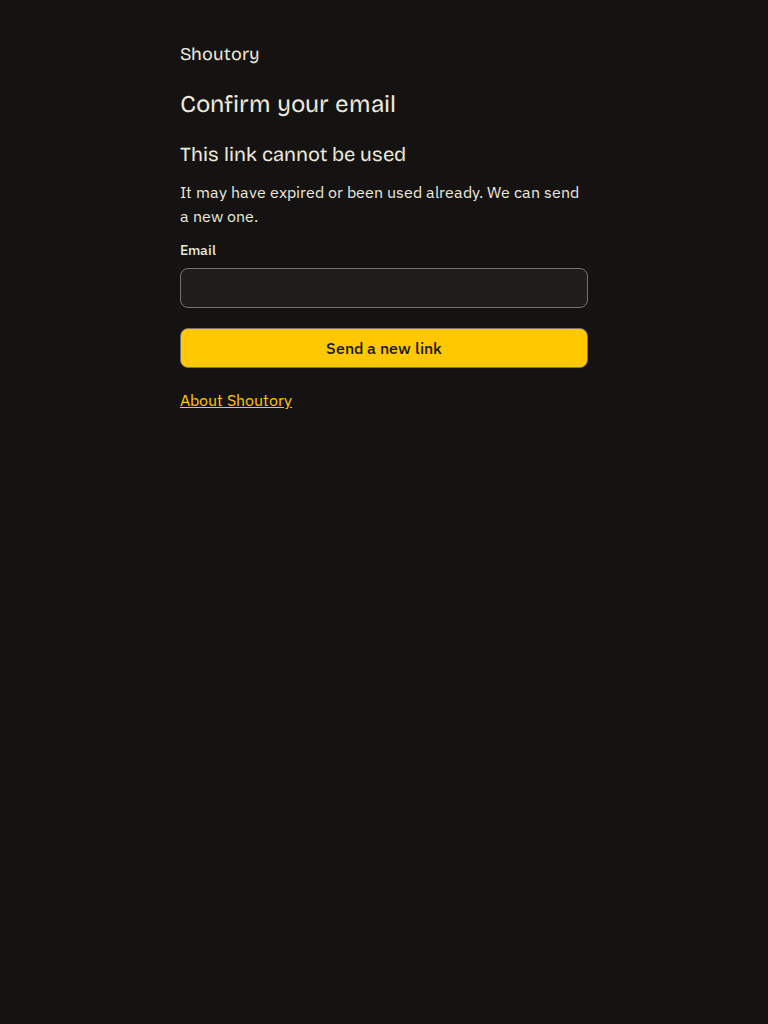 Shoutory
Confirm your email
This link cannot be used
It may have expired or been used already. We can send
a new one.
Email
Send a new link
About Shoutory